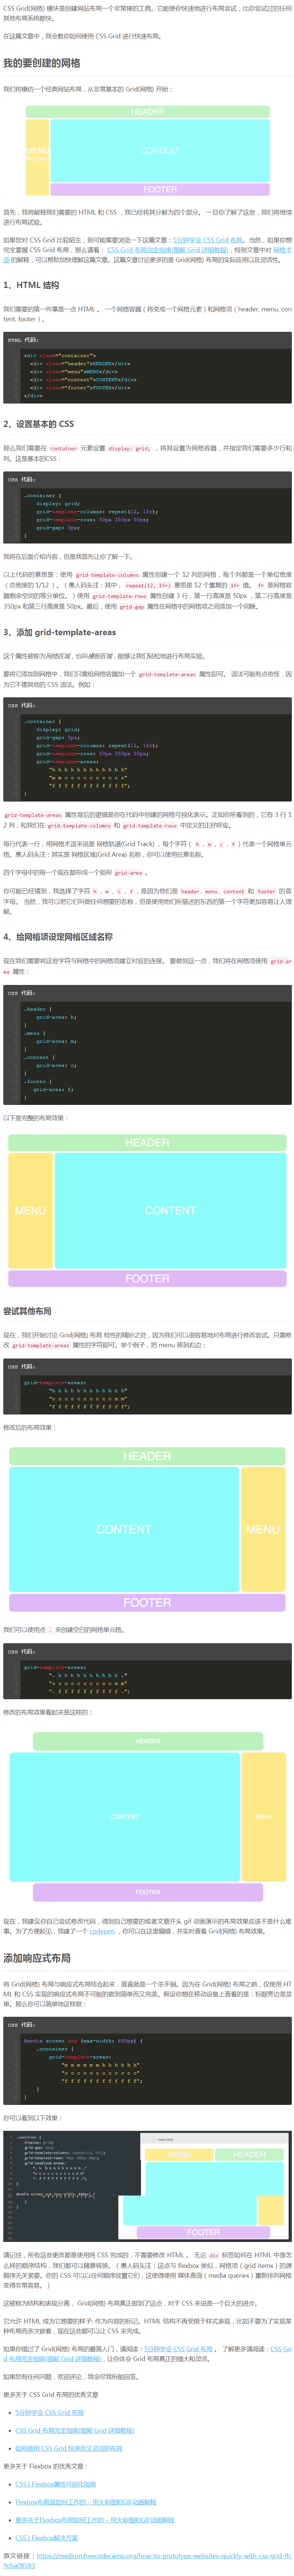 CSS Grid(网格) 模块是创建网站布局一个非常棒的工具。它能使你快速地进行布局尝试，比你尝试过的任何
其他布局系统都快。
在这篇文章中，我会教你如何使用 CSS Grid 进行快速布局。
我的要创建的网格
我们将模仿一个经典网站布局，从非常基本的 Grid(网格) 开始：
HEADER
MENU
CONTENT
FOOTER
首先，我将解释我们需要的 HTML 和 CSS ，我已经将其分解为四个部分。一旦你了解了这些，我们将继续
进行布局试验。
如果您对 CSS Grid 比较陌生，则可能需要浏览一下这篇文章：5分钟学会 CSS Grid 布局。当然，如果你想
完全掌握 CSS Grid 布局，那么请看： CSS Grid 布局完全指南(图解 Grid 详细教程)，特别文章中对 网格术
语 的解释，可以帮助加快理解这篇文章。这篇文章讨论更多的是 Grid(网格) 布局的实际应用以及灵活性。
1、HTML 结构
我们需要的第一件事是一点 HTML 。 一个网格容器（将变成一个网格元素）和网格项（header, menu, con
tent, footer）。
HTML 代码：
<div class="container">
<div class="header">HEADER</div>
<div class="menu">MENU</div>
<div class="content">CONTENT</div>
<div class="footer">FOOTER</div>
</div>
2、设置基本的 CSS
那么我们需要在 container 元素设置 display: grid; ，将其设置为网格容器，并指定我们需要多少行和
列。这是基本的CSS：
CSS 代码：
.container {
display: grid;
grid-template-columns: repeat(12, 1fr);
grid-template-rows: 50px 350px 50px;
grid-gap: 5px;
}
我将在后面介绍内容，但是我首先让你了解一下。
以上代码的意思是：使用 grid-template-columns 属性创建一个 12 列的网格，每个列都是一个单位宽度
（总宽度的 1/12 ）。（愚人码头注：其中， repeat(12, 1fr) 意思是 12 个重复的 1fr 值。 fr 是网格容
器剩余空间的等分单位。）使用 grid-template-rows 属性创建 3 行，第一行高度是 50px ，第二行高度是
350px 和第三行高度是 50px。最后，使用 grid-gap 属性在网格中的网格项之间添加一个间隙。
3、添加 grid-template-areas
这个属性被称为网格区域，也叫模板区域，能够让我们轻松地进行布局实验。
要将它添加到网格中，我们只需给网格容器加一个 grid-template-areas 属性即可。 语法可能有点奇怪，因
为它不像其他的 CSS 语法。例如：
CSS 代码：
.container {
display: grid;
grid-gap: 5px;
grid-template-columns: repeat(12, 1fr);
grid-template-rows: 50px 350px 50px;
grid-template-areas:
"h h h h h h h h h h h h"
"m m c c c c c c c c c c"
"f f f f f f f f f f f f";
}
grid-template-areas 属性背后的逻辑是你在代码中创建的网格可视化表示。正如你所看到的，它有 3 行 1
2 列，和我们在 grid-template-columns 和 grid-template-rows 中定义的正好呼应。
每行代表一行，用网格术语来说是 网格轨道(Grid Track) ，每个字符（ h , m , c , f ）代表一个网格单元
格。愚人码头注：其实是 网格区域(Grid Area) 名称，你可以使用任意名称。
四个字母中的每一个现在都形成一个矩形 grid-area 。
你可能已经猜到，我选择了字符 h , m , c , f ，是因为他们是 header, menu, content 和 footer 的首
字母。 当然，我可以把它们叫做任何想要的名称，但是使用他们所描述的东西的第一个字符更加容易让人理
解。
4、给网格项设定网格区域名称
现在我们需要将这些字符与网格中的网格项建立对应的连接。 要做到这一点，我们将在网格项使用 grid-ar
ea 属性：
CSS 代码：
.header {
grid-area: h;
}
.menu {
grid-area: m;
}
.content {
grid-area: c;
}
.footer {
grid-area: f;
}
以下是完整的布局效果：
HEADER
MENU
CONTENT
FOOTER
尝试其他布局
现在，我们开始讨论 Grid(网格) 布局 特性的精妙之处，因为我们可以很容易地对布局进行修改尝试。只需修
改 grid-template-areas 属性的字符即可。举个例子，把 menu 移到右边：
CSS 代码：
grid-template-areas:
"h h h h h h h h h h h h"
"c c c c c c c c c c m m"
"f f f f f f f f f f f f";
修改后的布局效果：
HEADER
CONTENT
MENU
FOOTER
我们可以使用点 . 来创建空白的网格单元格。
CSS 代码：
grid-template-areas:
". h h h h h h h h h h ."
"c c c c c c c c c c m m"
". f f f f f f f f f f .";
修改的布局效果看起来是这样的：
HEADER
CONTENT
MENU
FOOTER
现在，我建议你自己尝试修改代码，得到自己想要的或者文章开头 gif 动画演示的布局效果应该不是什么难
事。为了方便起见，我建了一个 codepen ，你可以在这里编辑，并实时查看 Grid(网格) 布局效果。
添加响应式布局
将 Grid(网格) 布局与响应式布局结合起来，简直就是一个杀手锏。因为在 Grid(网格) 布局之前，仅使用 HT
ML 和 CSS 实现的响应式布局不可能的做到简单而又完美。假设你想在移动设备上查看的是：标题旁边是菜
单。那么你可以简单地这样做：
CSS 代码：
@media screen and (max-width: 640px) {
.container {
grid-template-areas:
"m m m m m m h h h h h h"
"c c c c c c c c c c c c"
"f f f f f f f f f f f f";
}
}
你可以看到以下效果：
MENU
HEADER
FOOTER
请记住，所有这些更改都是使用纯 CSS 完成的，不需要修改 HTML 。 无论 div 标签如何在 HTML 中是怎
么样的顺序结构，我们都可以随意转换。（愚人码头注：这点与 flexbox 类似，网格项（grid items）的源
顺序无关紧要。你的 CSS 可以以任何顺序放置它们，这使得使用 媒体查询（media queries）重新排列网格
变得非常容易。）
这被称为结构和表现分离， Grid(网格) 布局真正做到了这点，对于 CSS 来说是一个巨大的进步。
它允许 HTML 成为它想要的样子: 作为内容的标记。HTML 结构不再受限于样式表现，比如不要为了实现某
种布局而多次嵌套，现在这些都可以让 CSS 来完成。
如果你错过了 Grid(网格) 布局的最简入门，请阅读：5分钟学会 CSS Grid 布局 。 了解更多请阅读：CSS Gri
d 布局完全指南(图解 Grid 详细教程)，让你体会 Grid 布局真正的强大和灵活。
如果您有任何问题，欢迎评论，我会尽我所能回答。
更多关于 CSS Grid 布局的优秀文章
5分钟学会 CSS Grid 布局
CSS Grid 布局完全指南(图解 Grid 详细教程)
如何使用 CSS Grid 快速而又灵活的布局
更多关于 Flexbox 的优秀文章：
CSS3 Flexbox属性可视化指南
Flexbox布局是如何工作的 – 用大彩图和GIF动画解释
更多关于Flexbox布局如何工作的 – 用大彩图和GIF动画解释
CSS3 Flexbox解决方案
原文链接：https://medium.freecodecamp.org/how-to-prototype-websites-quickly-with-css-grid-ffc
9cba08583